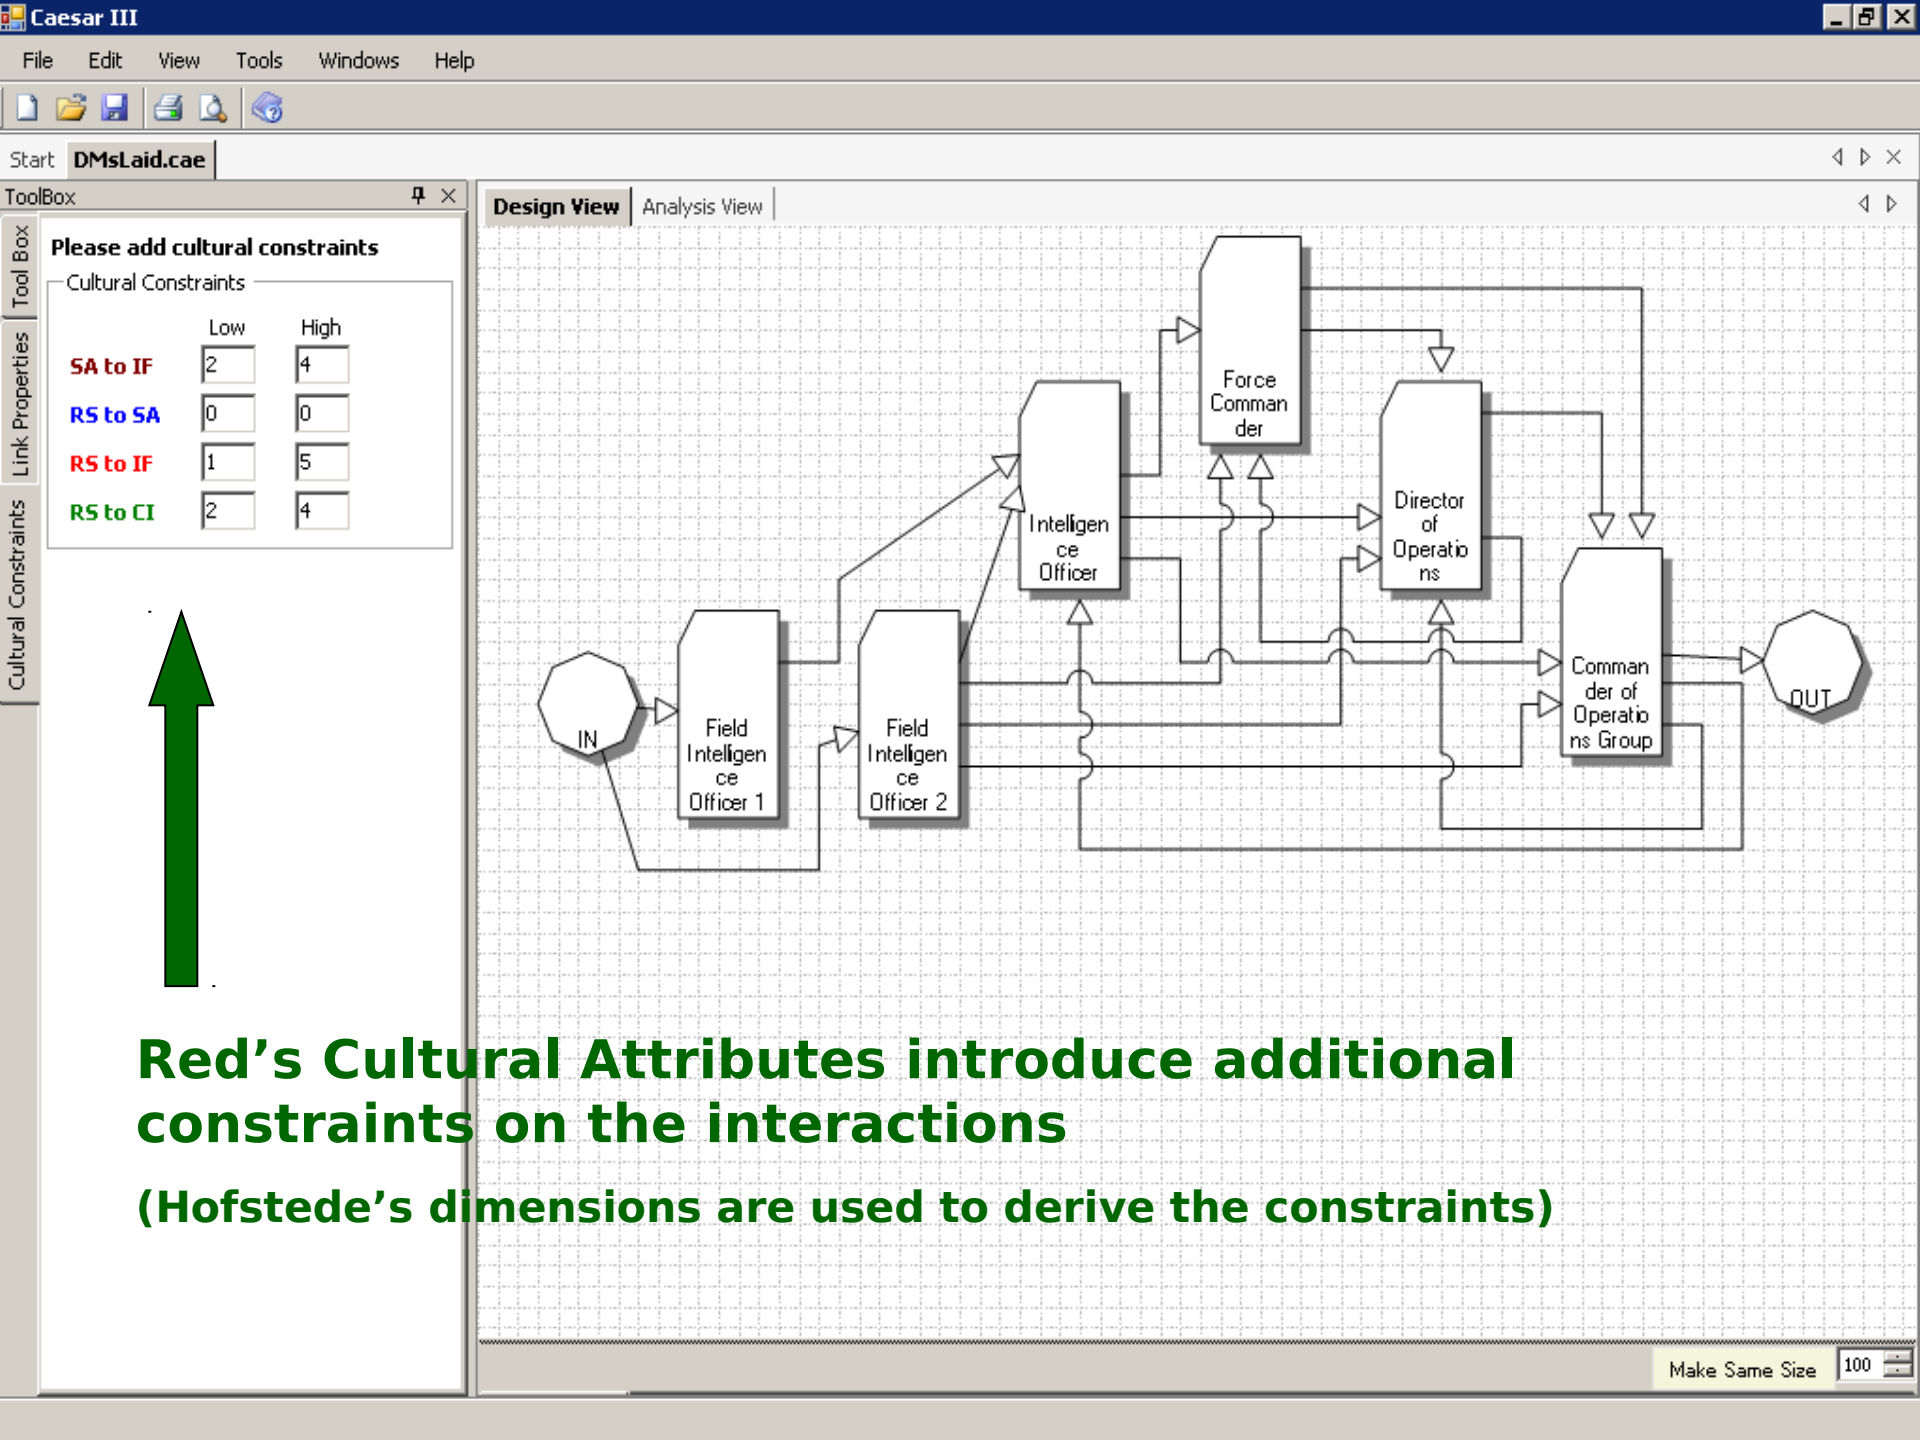 Caesar III
File Edit View Tools Windows Help
Start DMsLaid.cae
ToolBox
Design View Analysis View
Tool Box
Link Properties
Cultural Constraints
Please add cultural constraints
Cultural Constraints
Low High
SA to IF 2 4
RS to SA 0 0
RS to IF 1 5
RS to CI 2 4
Force
Comman
der
Intelligen
ce
Officer
Director
of
Operatio
ns
Comman
der of
Operatio
ns Group
IN
Field
Intelligen
ce
Officer 1
Field
Intelligen
ce
Officer 2
OUT
Red’s Cultural Attributes introduce additional
constraints on the interactions
(Hofstede’s dimensions are used to derive the constraints)
Make Same Size 100